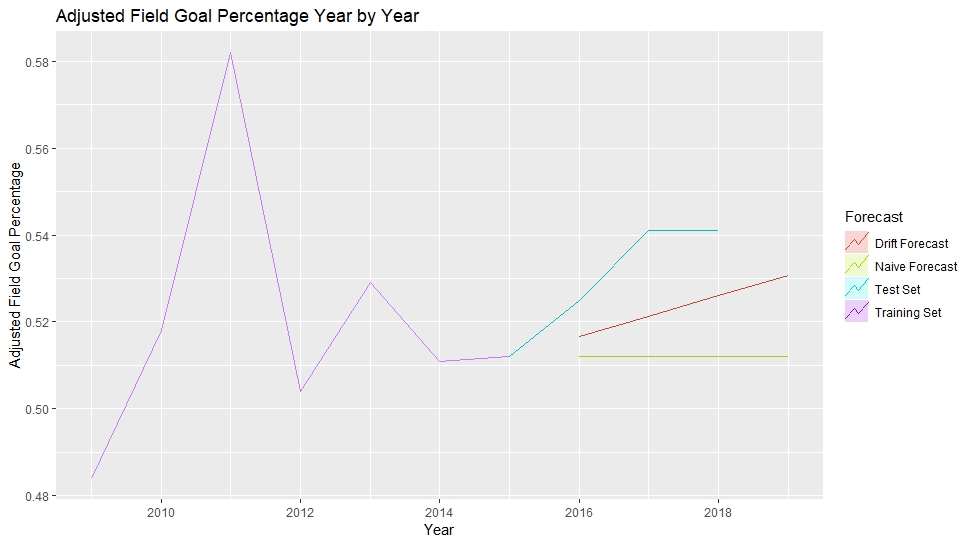 Adjusted Field Goal Percentage Year by Year
Adjusted Field Goal Percentage
0.58
0.56
0.54
0.52
0.50
0.48
2010 2012 2014 2016 2018
Year
Forecast
Drift Forecast
Naive Forecast
Test Set
Training Set